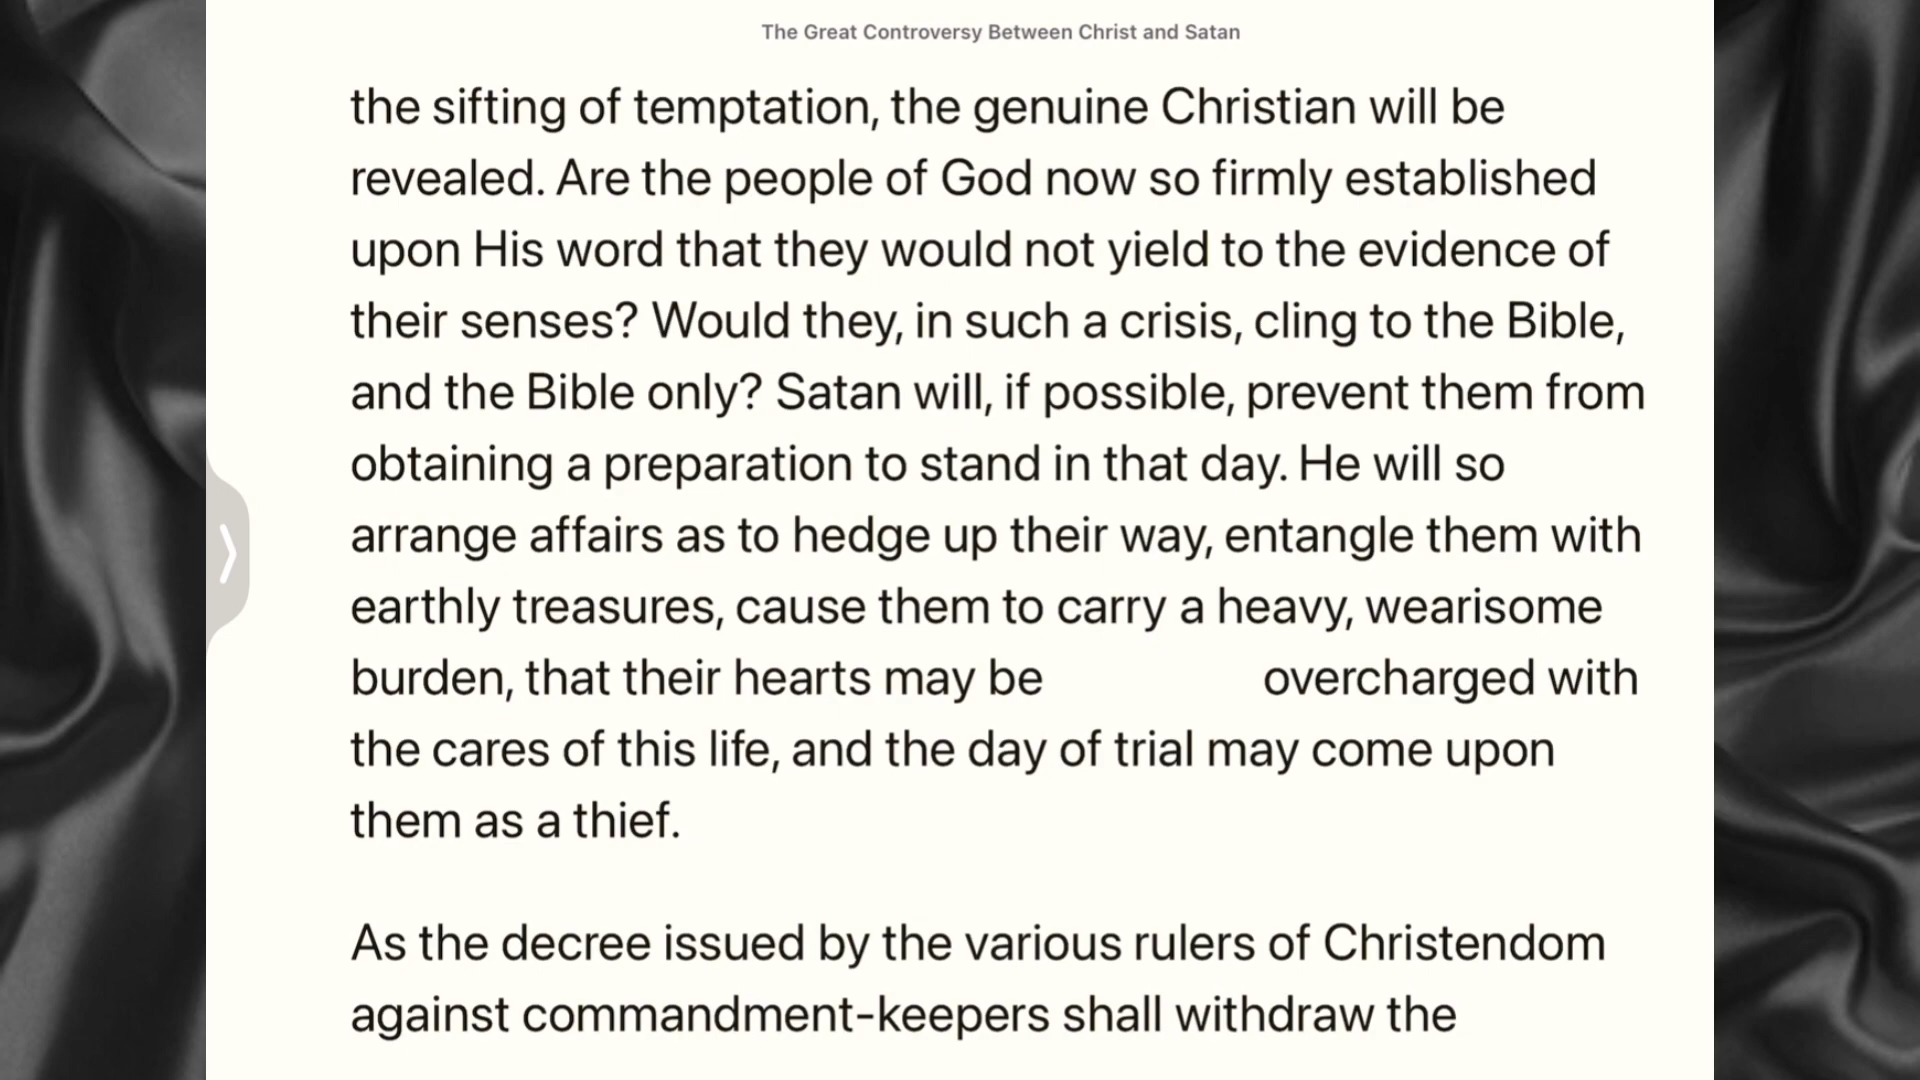 The Great Controversy Between Christ and Satan
the sifting of temptation, the genuine Christian will be
revealed. Are the people of God now so firmly established
upon His word that they would not yield to the evidence of
their senses? Would they, in such a crisis, cling to the Bible,
and the Bible only? Satan will, if possible, prevent them from
obtaining a preparation to stand in that day. He will so
arrange affairs as to hedge up their way, entangle them with
earthly treasures, cause them to carry a heavy, wearisome
burden, that their hearts may be overcharged with
the cares of this life, and the day of trial may come upon
them as a thief.
As the decree issued by the various rulers of Christendom
against commandment-keepers shall withdraw the